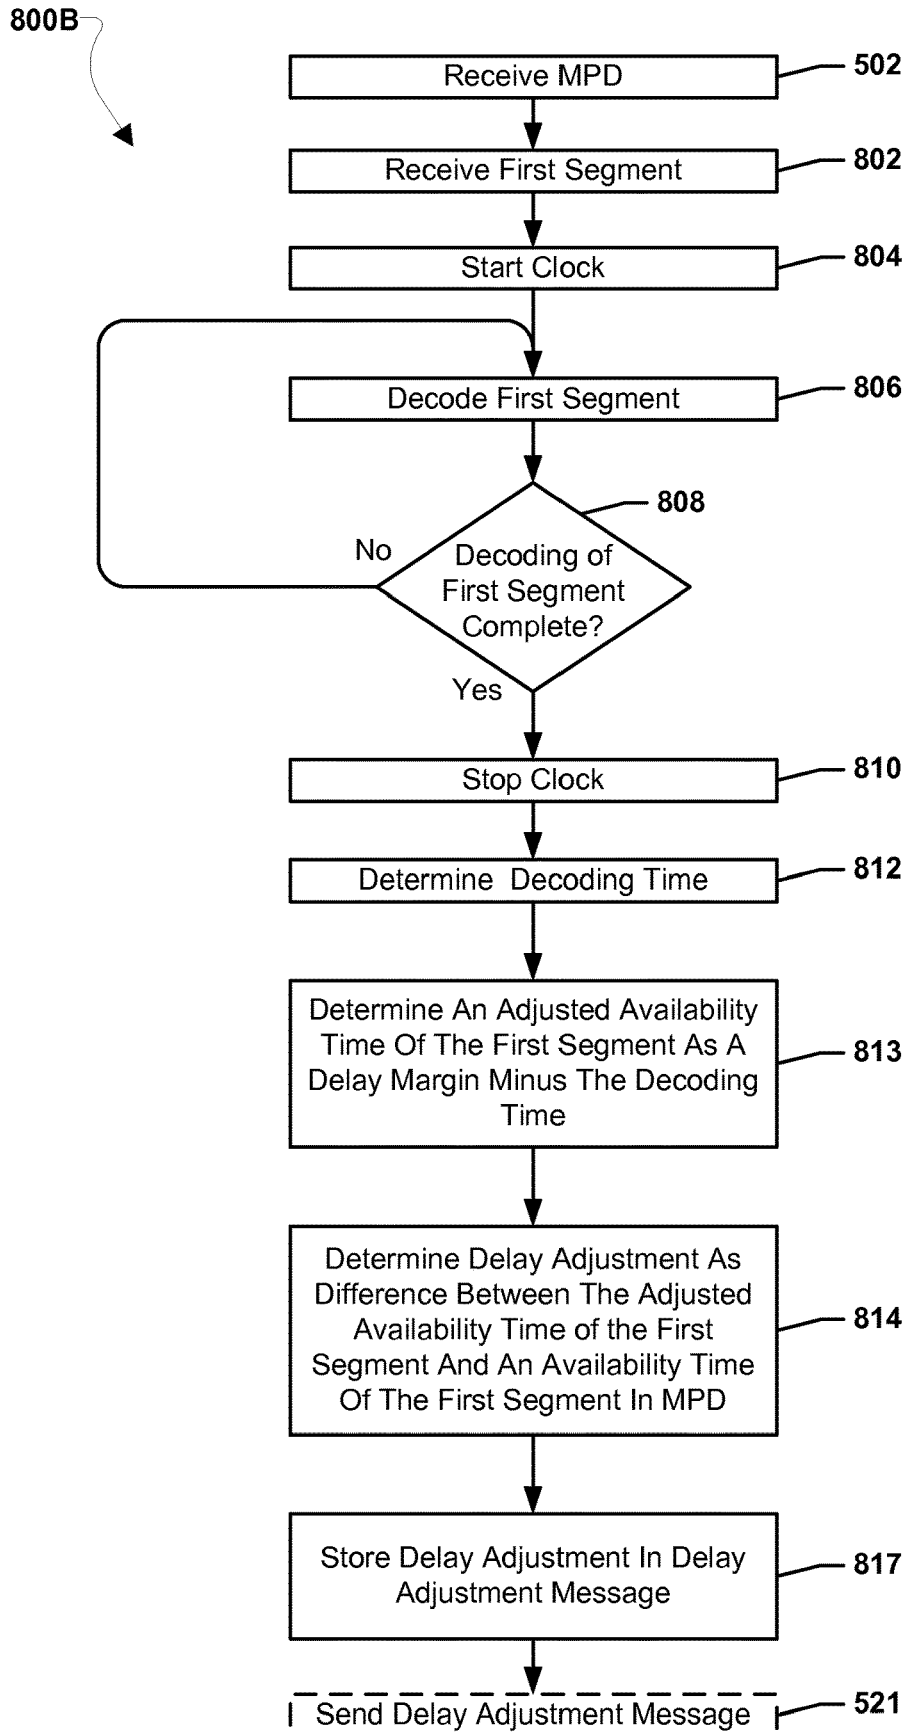 800B
Receive MPD
502
Receive First Segment
802
Start Clock
804
Decode First Segment
806
808
No
Decoding of
First Segment
Complete?
Yes
Stop Clock
810
Determine Decoding Time
812
Determine An Adjusted Availability
Time Of The First Segment As A
Delay Margin Minus The Decoding
Time
813
Determine Delay Adjustment As
Difference Between The Adjusted
Availability Time of the First
Segment And An Availability Time
Of The First Segment In MPD
814
Store Delay Adjustment In Delay
Adjustment Message
817
Send Delay Adjustment Message
521